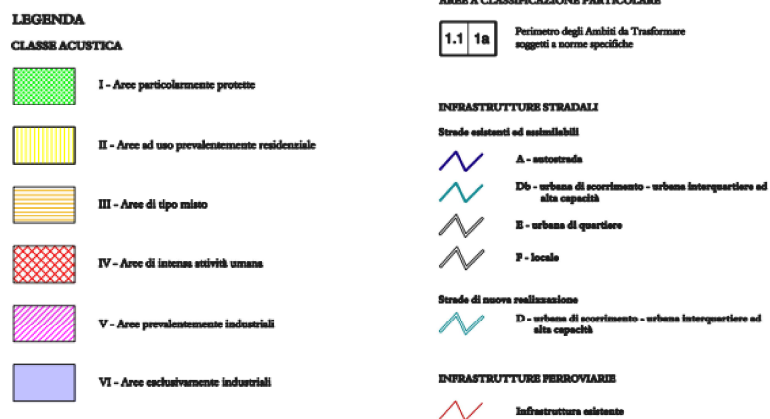 LEGENDA
CLASSE ACUSTICA
I - Aree particolarmente protette
II - Aree ad uso prevalentemente residenziale
III - Aree di tipo misto
IV - Aree di intensa attività umana
V - Aree prevalentemente industriali
VI - Aree esclusivamente industriali
AREE A CLASSIFICAZIONE PARTICOLARE
1.1 1a
Perimetro degli Ambiti da Trasformare
soggetti a norme specifiche
INFRASTRUTTURE STRADALI
Strade esistenti ed assimilabili
A - autostrada
Db - urbana di scorrimento - urbana interquartiere ad
alta capacità
E - urbana di quartiere
F - locale
Strade di nuova realizzazione
D - urbana di scorrimento - urbana interquartiere ad
alta capacità
INFRASTRUTTURE FERROVIARIE
Infrastruttura esistente